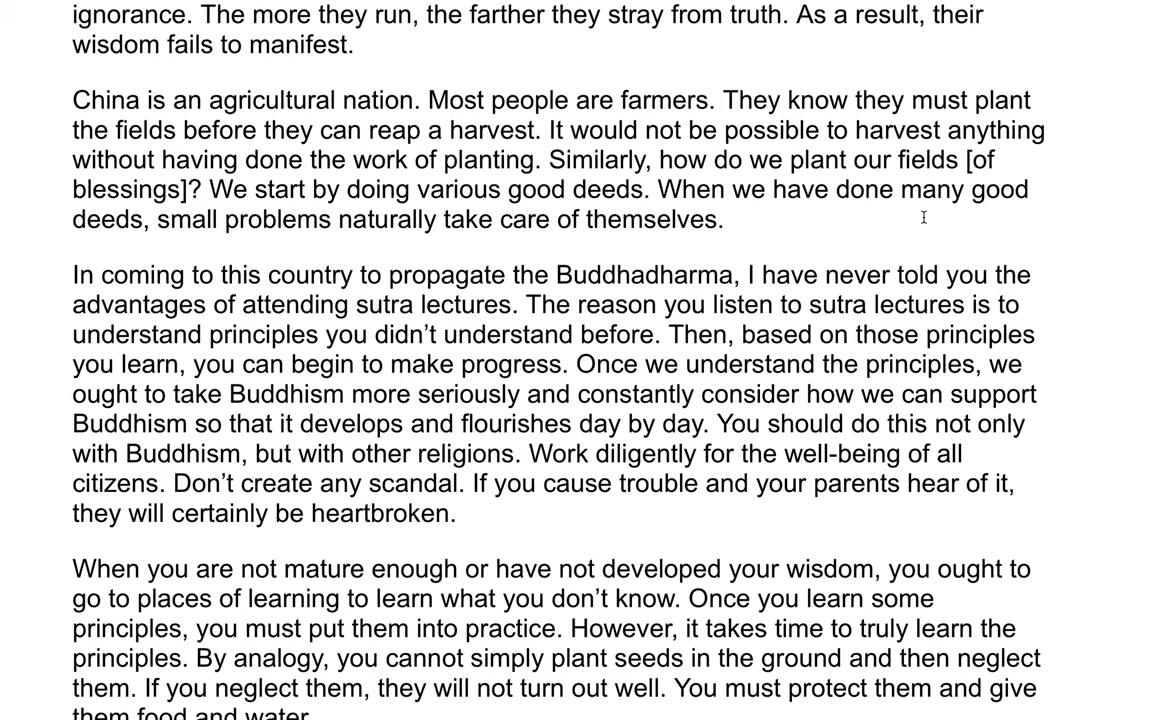 ignorance. The more they run, the farther they stray from truth. As a result, their
wisdom fails to manifest.
China is an agricultural nation. Most people are farmers. They know they must plant
the fields before they can reap a harvest. It would not be possible to harvest anything
without having done the work of planting. Similarly, how do we plant our fields [of
blessings]? We start by doing various good deeds. When we have done many good
deeds, small problems naturally take care of themselves.
In coming to this country to propagate the Buddhadharma, I have never told you the
advantages of attending sutra lectures. The reason you listen to sutra lectures is to
understand principles you didn’t understand before. Then, based on those principles
you learn, you can begin to make progress. Once we understand the principles, we
ought to take Buddhism more seriously and constantly consider how we can support
Buddhism so that it develops and flourishes day by day. You should do this not only
with Buddhism, but with other religions. Work diligently for the well-being of all
citizens. Don’t create any scandal. If you cause trouble and your parents hear of it,
they will certainly be heartbroken.
When you are not mature enough or have not developed your wisdom, you ought to
go to places of learning to learn what you don’t know. Once you learn some
principles, you must put them into practice. However, it takes time to truly learn the
principles. By analogy, you cannot simply plant seeds in the ground and then neglect
them. If you neglect them, they will not turn out well. You must protect them and give
them food and water.